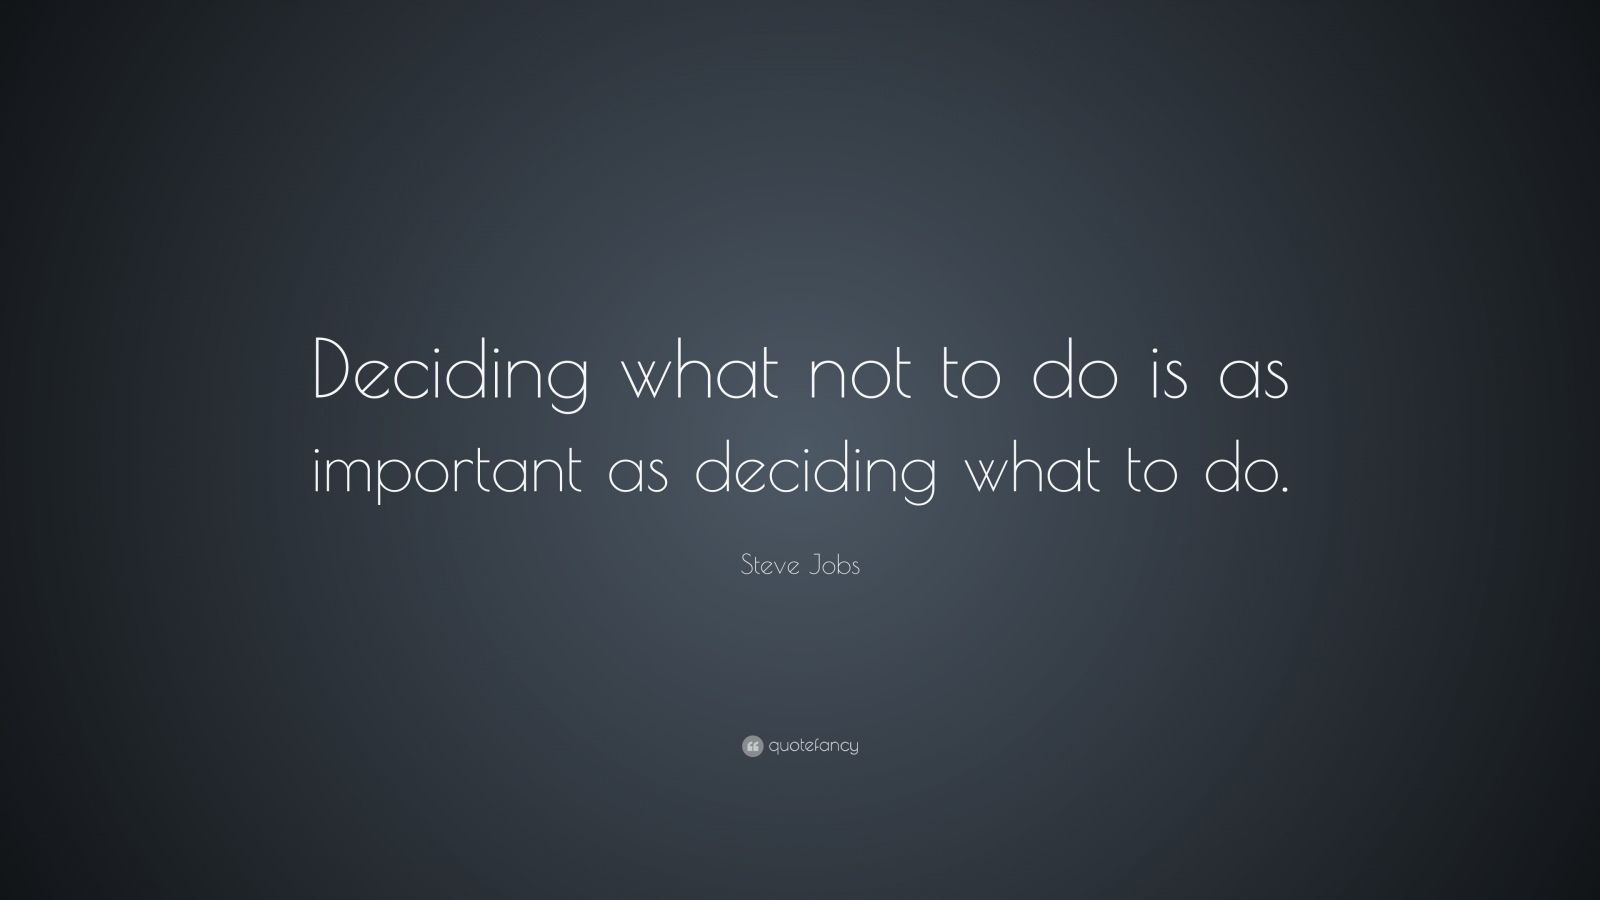 Deciding what not to do is as
important as deciding what to do.
Steve Jobs
quotefancy